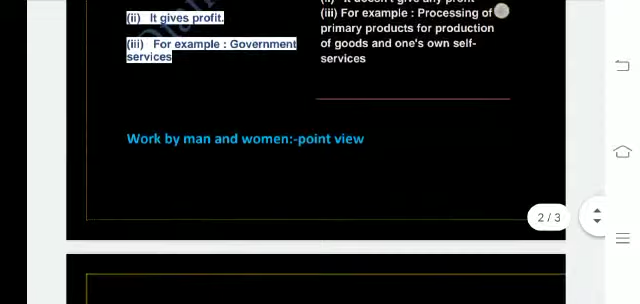 (ii) It gives profit.
(iii) For example : Government
services
(iii) For example : Processing of
primary products for production
of goods and one's own self-
services
Work by man and women:-point view
2/3